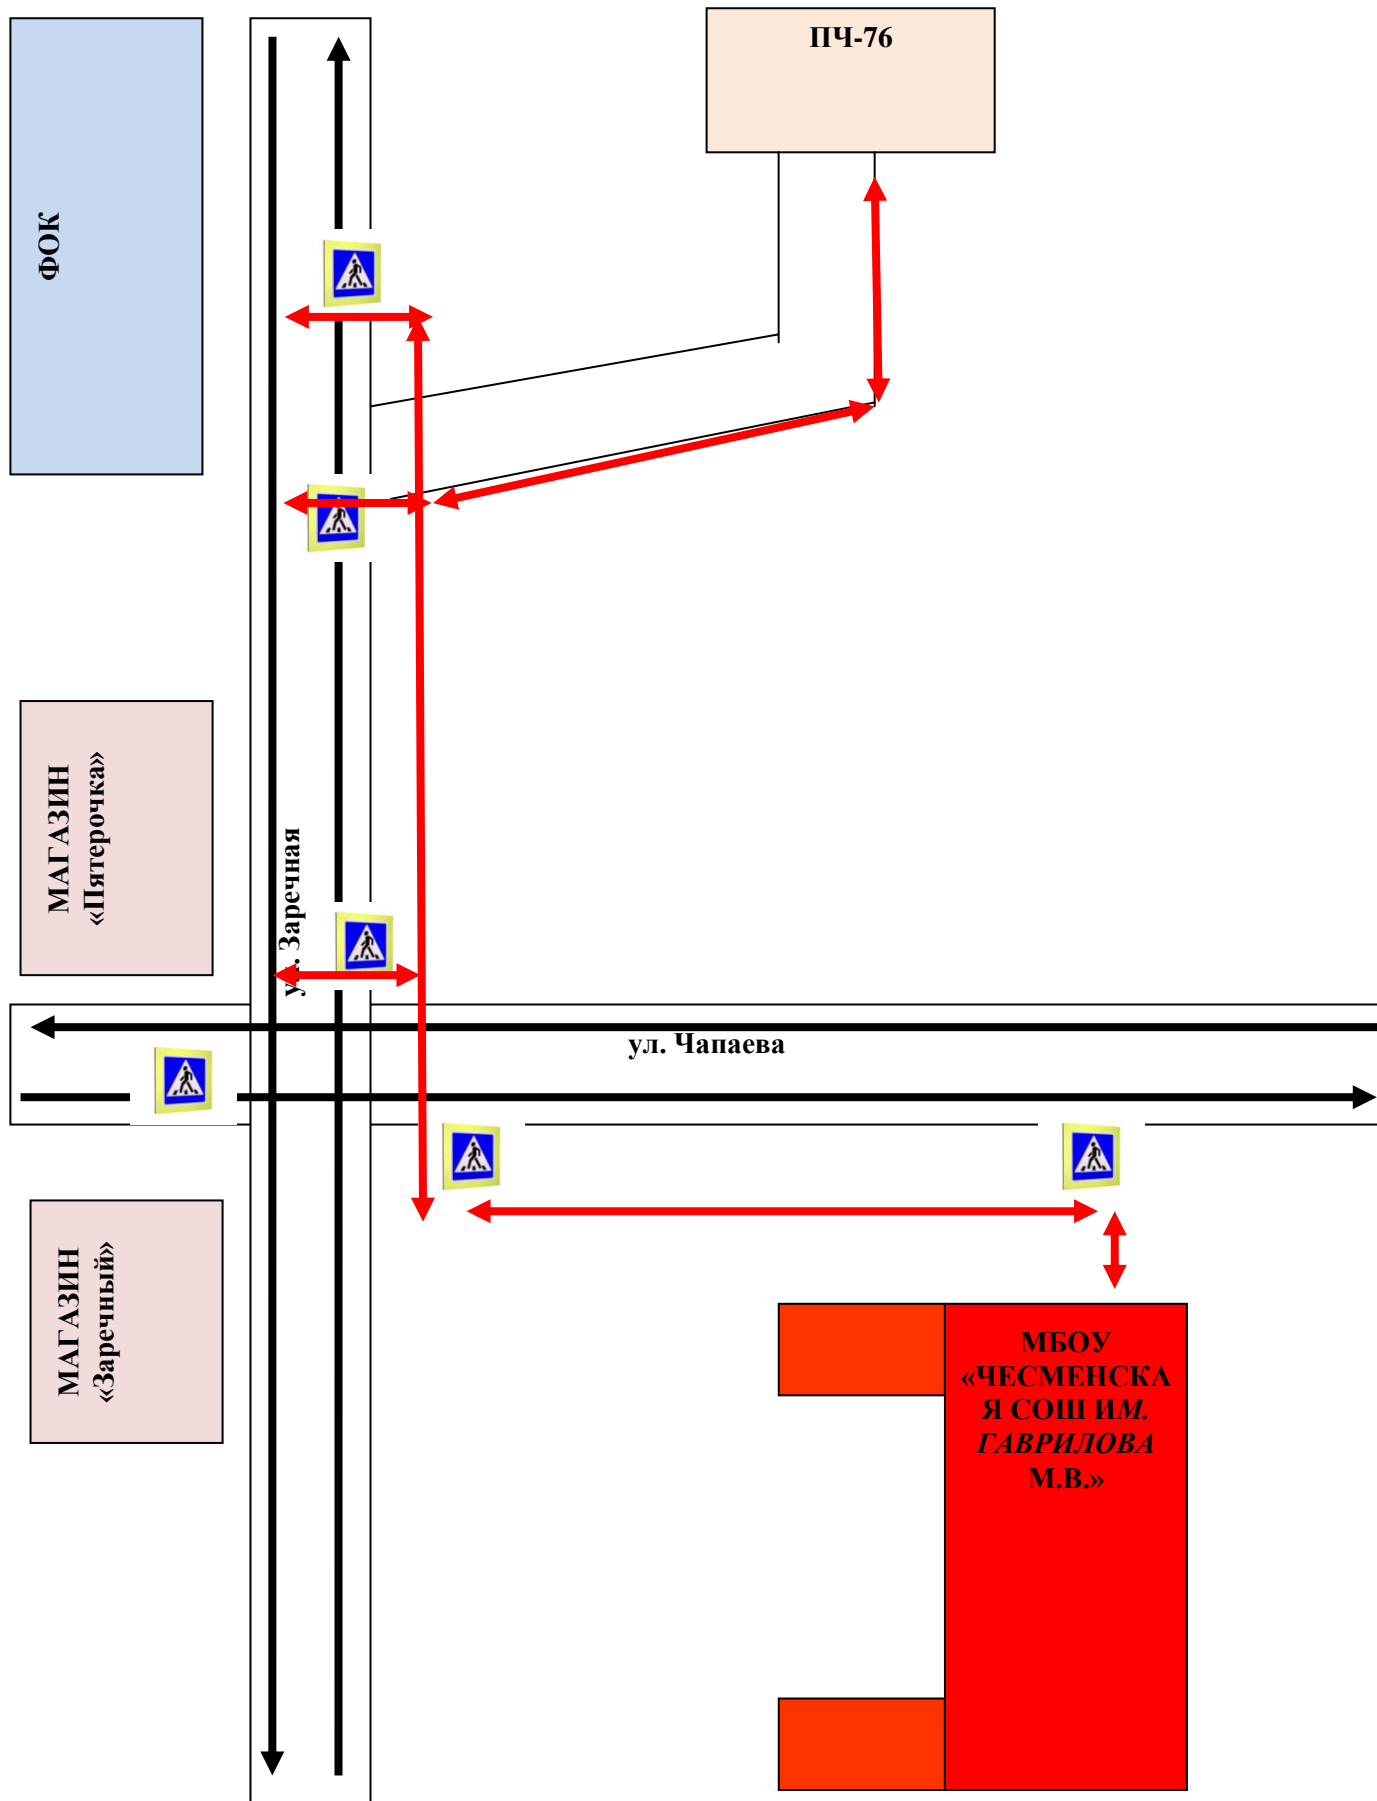 ПЧ-76
ФОК
МАГАЗИН
«Пятерочка»
ул. Заречная
ул. Чапаева
МАГАЗИН
«Заречный»
МБОУ
«ЧЕСМЕНСКА
Я СОШ ИМ.
ГАВРИЛОВА
М.В.»